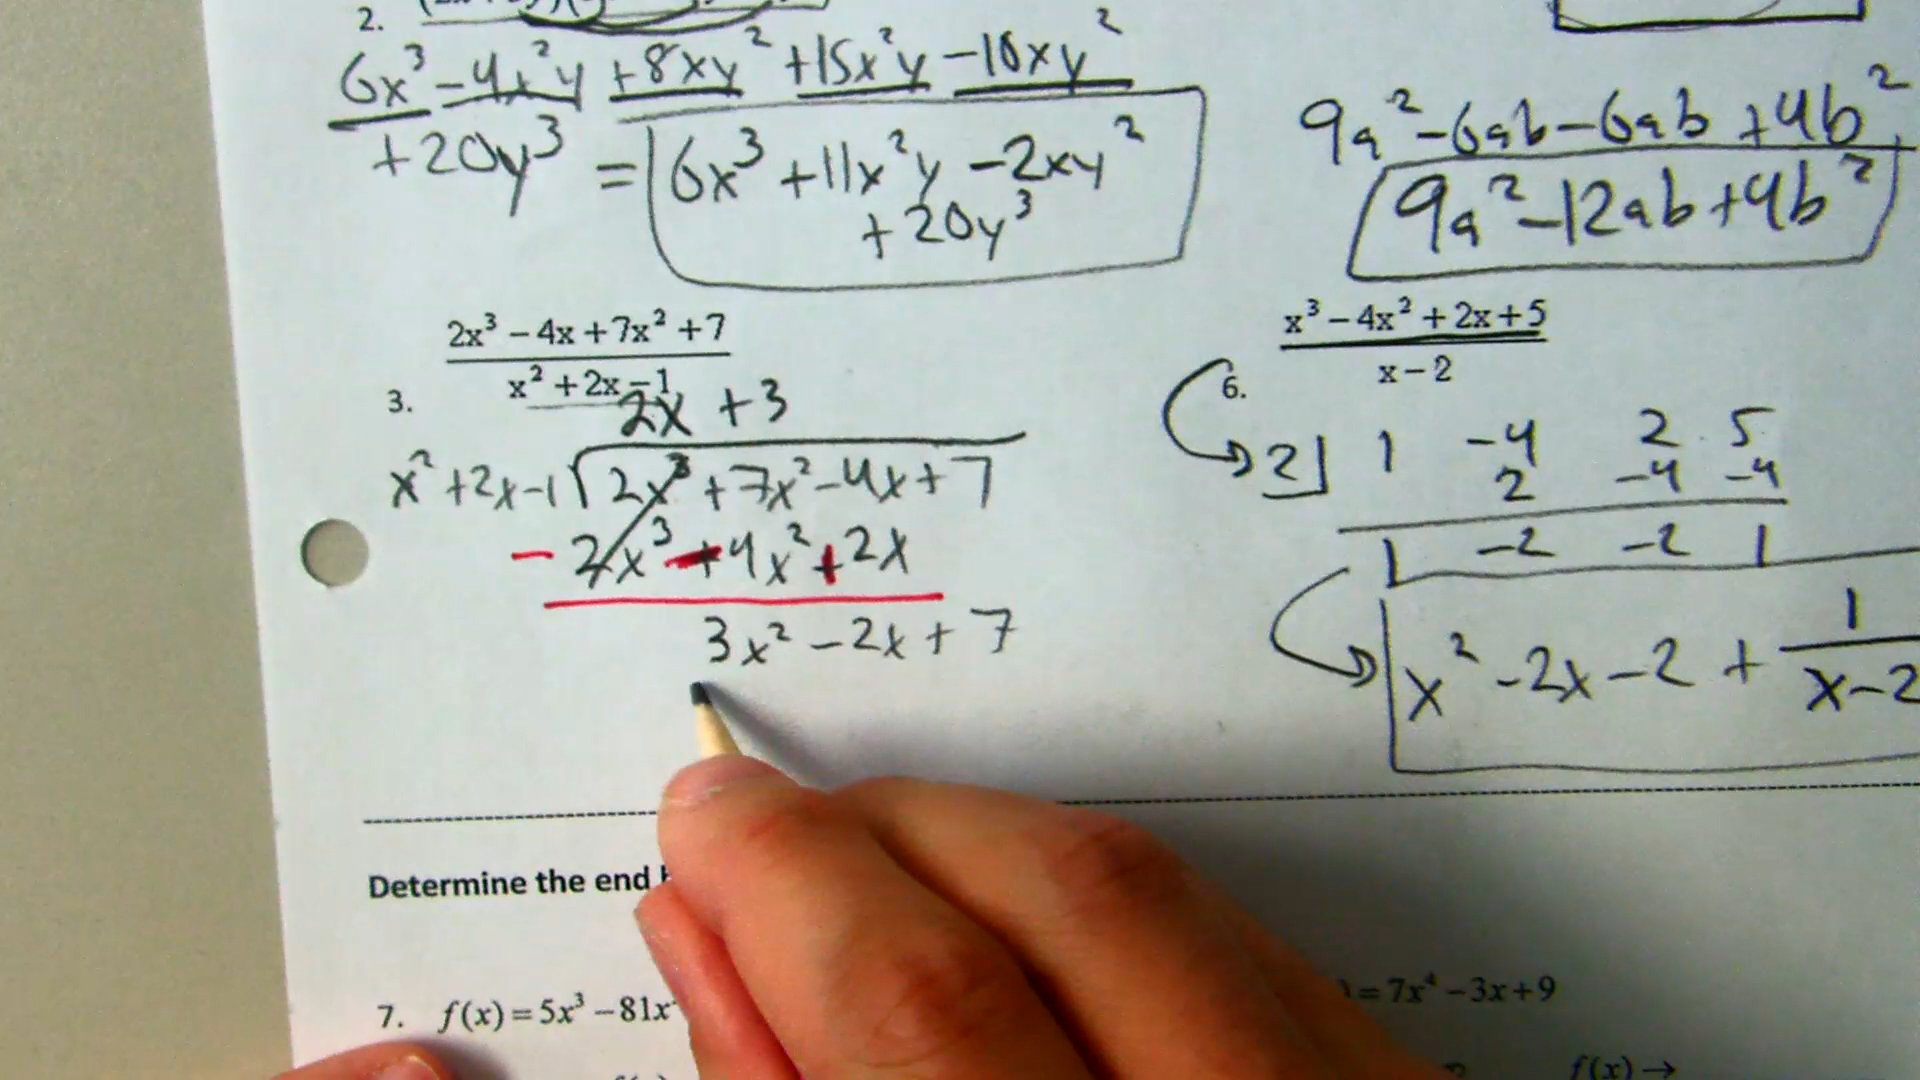 2.
6x³ -4x²y +8xy² +15x²y -10xy²
+20y³ = 6x³ +11x²y -2xy²
+20y³
9a² -6ab -6ab +4b²
9a² -12ab +4b²
2x³ – 4x + 7x² + 7
x² + 2x – 1
3.
2x + 3
x² +2x -1 2x³ +7x² -4x + 7
- 2x³ + 4x² + 2x
3x² - 2x + 7
x³ – 4x² + 2x + 5
x – 2
6.
2 1 -4 2 5
2 -4 -4
1 -2 -2 1
x² -2x -2 + 1
x-2
Determine the end
7. f(x) = 5x³ – 81x
= 7x⁴ – 3x + 9
f(x) →